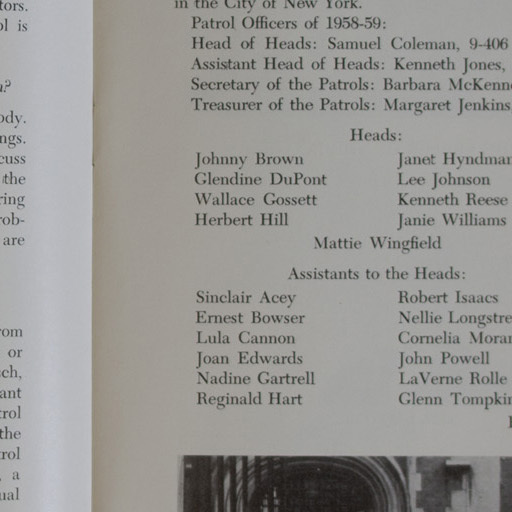 tors.
ol is
ody.
ngs.
cuss
the
ring
rob-
are
rom
or
ch,
ant
trol
the
rol
, a
ual
in the City of New York.
Patrol Officers of 1958-59:
Head of Heads: Samuel Coleman, 9-406
Assistant Head of Heads: Kenneth Jones,
Secretary of the Patrols: Barbara McKenn
Treasurer of the Patrols: Margaret Jenkins
Heads:
Johnny Brown Janet Hyndman
Glendine DuPont Lee Johnson
Wallace Gossett Kenneth Reese
Herbert Hill Janie Williams
Mattie Wingfield
Assistants to the Heads:
Sinclair Acey Robert Isaacs
Ernest Bowser Nellie Longstre
Lula Cannon Cornelia Moran
Joan Edwards John Powell
Nadine Gartrell LaVerne Rolle
Reginald Hart Glenn Tompkin